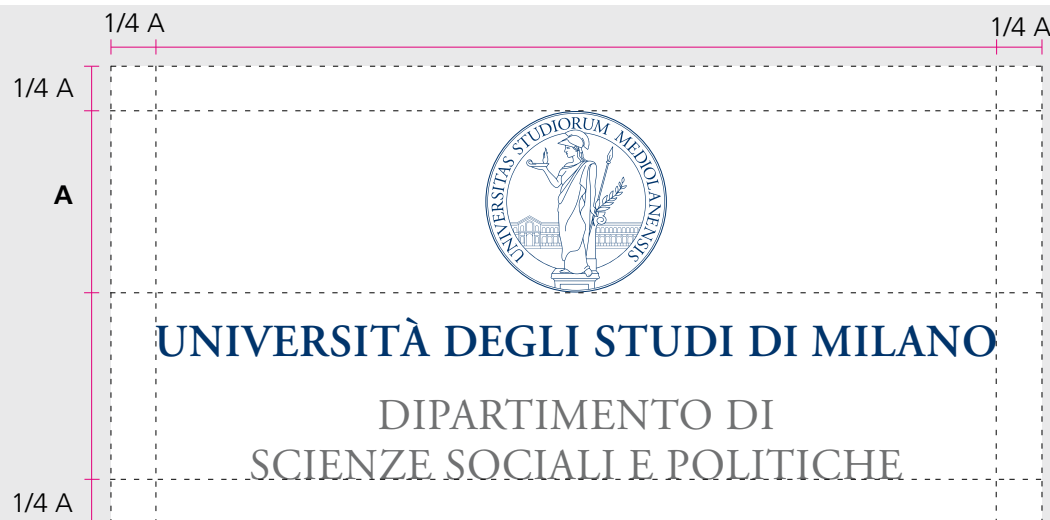 1/4 A 1/4 A
1/4 A
A
UNIVERSITAS STUDIORUM MEDIOLANENSIS
UNIVERSITÀ DEGLI STUDI DI MILANO
DIPARTIMENTO DI
SCIENZE SOCIALI E POLITICHE
1/4 A